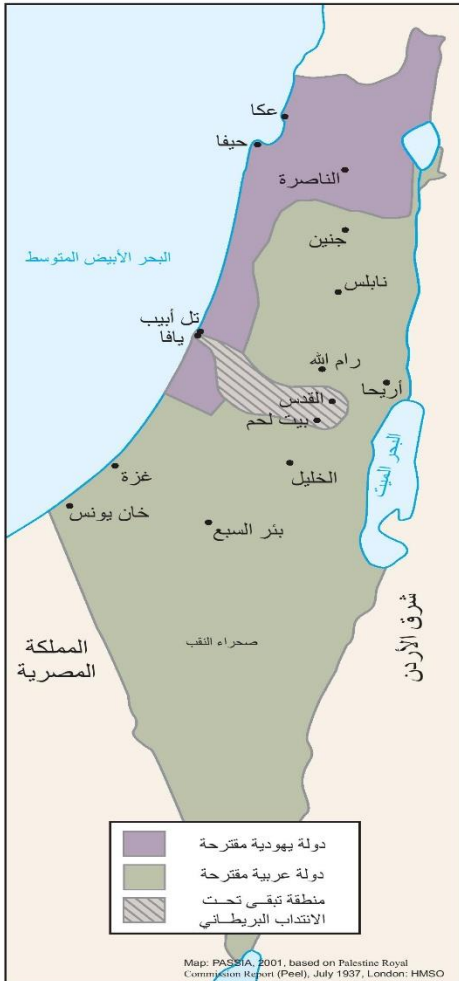 عكا
حيفا
الناصرة
جنين
البحر الأبيض المتوسط
نابلس
تل أبيب
يافا
رام الله
أريحا
القدس
بيت لحم
البحر الميت
الخليل
غزة
خان يونس
بئر السبع
شرق الأردن
صحراء النقب
المملكة
المصرية
دولة يهودية مقترحة
دولة عربية مقترحة
منطقة تبقى تحت
الانتداب البريطاني
Map: PASSIA, 2001, based on Palestine Royal
Commission Report (Peel), July 1937, London: HMSO